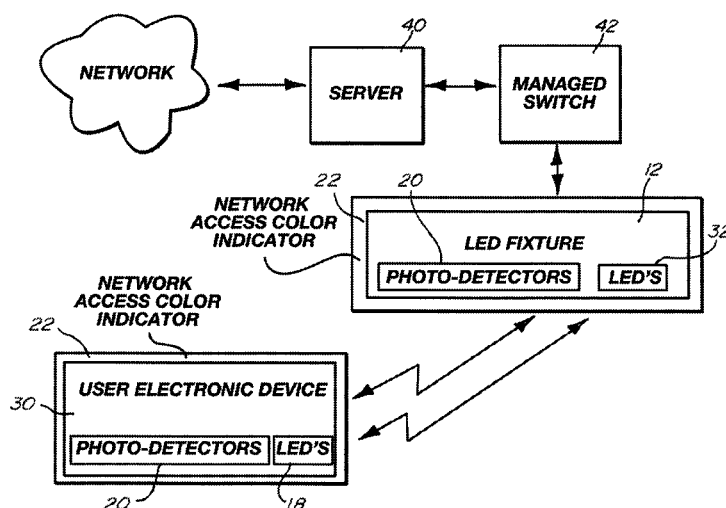 40
42
NETWORK
SERVER
MANAGED
SWITCH
NETWORK
ACCESS COLOR
INDICATOR
22
20
12
LED FIXTURE
32
PHOTO-DETECTORS
LED'S
NETWORK
ACCESS COLOR
INDICATOR
22
USER ELECTRONIC DEVICE
30
PHOTO-DETECTORS
LED'S
20
18